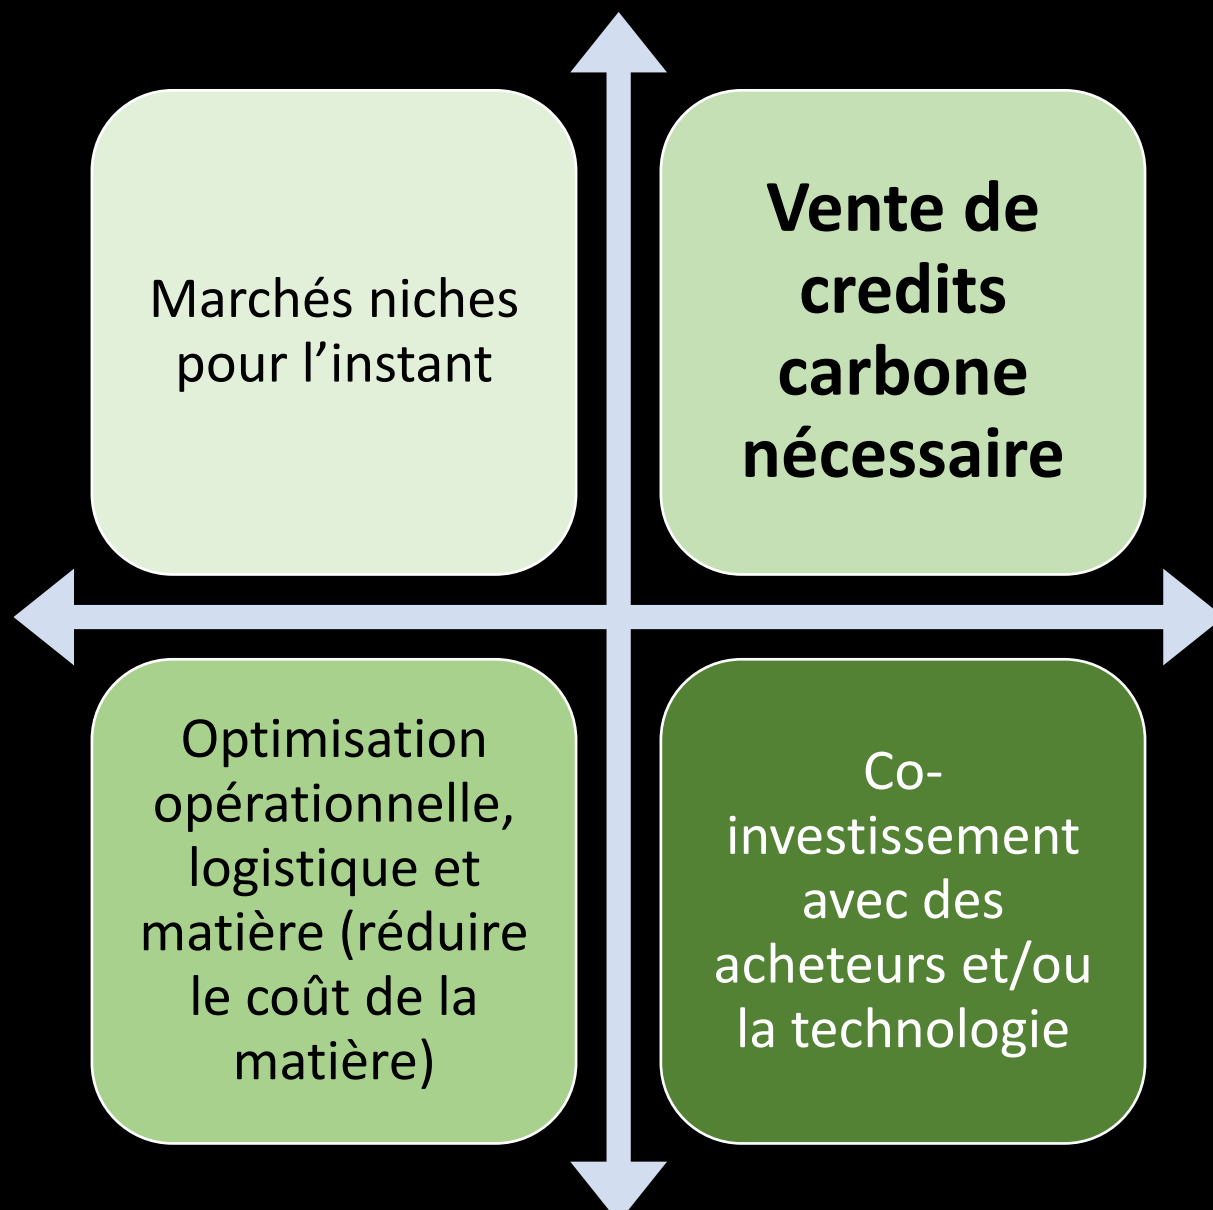 Marchés niches
pour l’instant
Vente de
credits
carbone
nécessaire
Optimisation
opérationnelle,
logistique et
matière (réduire
le coût de la
matière)
Co-
investissement
avec des
acheteurs et/ou
la technologie